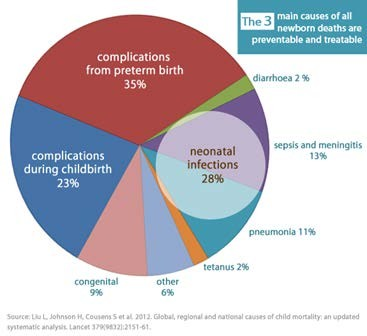 The 3 main causes of all
newborn deaths are
preventable and treatable
complications
from preterm birth
35%
diarrhoea 2 %
sepsis and meningitis
13%
neonatal
infections
28%
complications
during childbirth
23%
pneumonia 11%
tetanus 2%
other
6%
congenital
9%
Source: Liu L, Johnson H, Cousens S et al. 2012. Global, regional and national causes of child mortality: an updated
systematic analysis. Lancet 379(9832):2151-61.